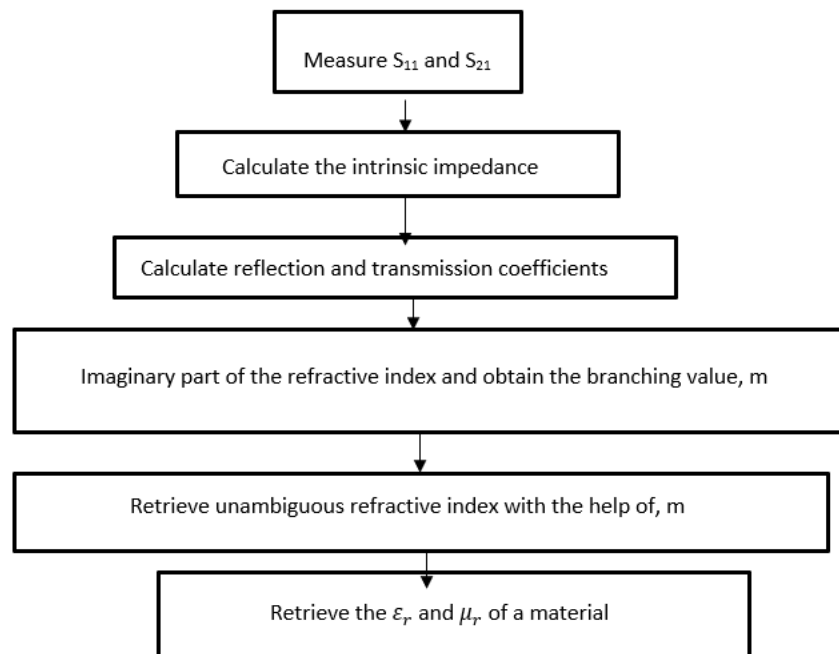 Measure S₁₁ and S₂₁
Calculate the intrinsic impedance
Calculate reflection and transmission coefficients
Imaginary part of the refractive index and obtain the branching value, m
Retrieve unambiguous refractive index with the help of, m
Retrieve the 𝜀ᵣ and 𝜇ᵣ of a material